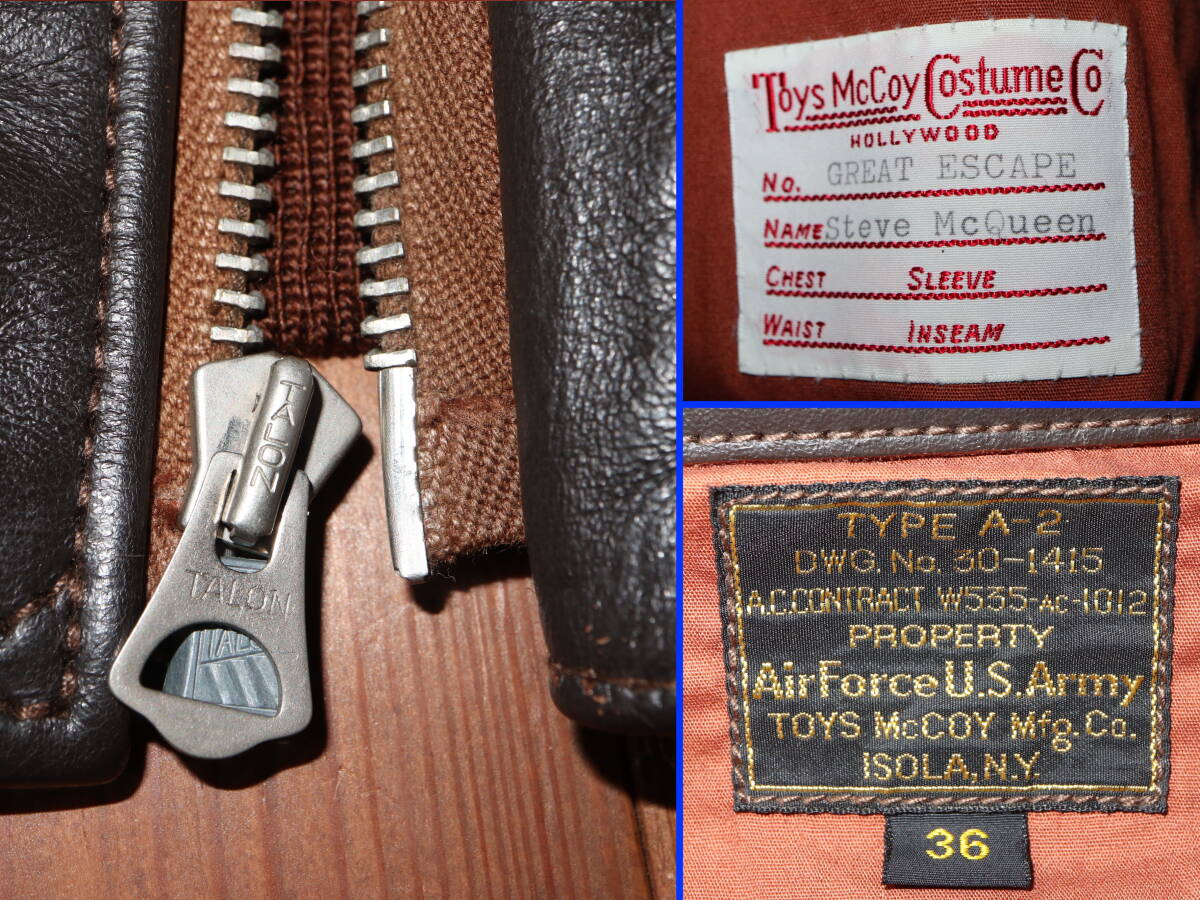 TALON
TALON
TAL
Toys McCoy Costume Co
HOLLYWOOD
No. GREAT ESCAPE
NAME Steve McQueen
CHEST SLEEVE
WAIST INSEAM
TYPE A-2
DWG. No. 30-1415
A.C.CONTRACT W535-AC-1012
PROPERTY
Air Force U.S. Army
TOYS McCOY Mfg. Co.
ISOLA, N.Y.
36